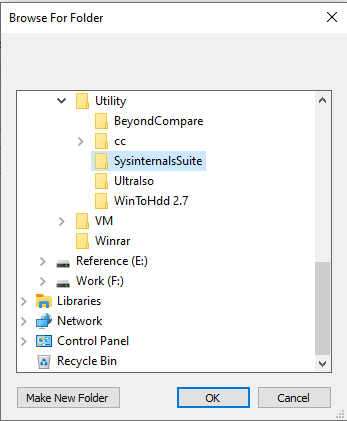 Browse For Folder
Utility
BeyondCompare
cc
SysinternalsSuite
UltraIso
WinToHdd 2.7
VM
Winrar
Reference (E:)
Work (F:)
Libraries
Network
Control Panel
Recycle Bin
Make New Folder
OK
Cancel